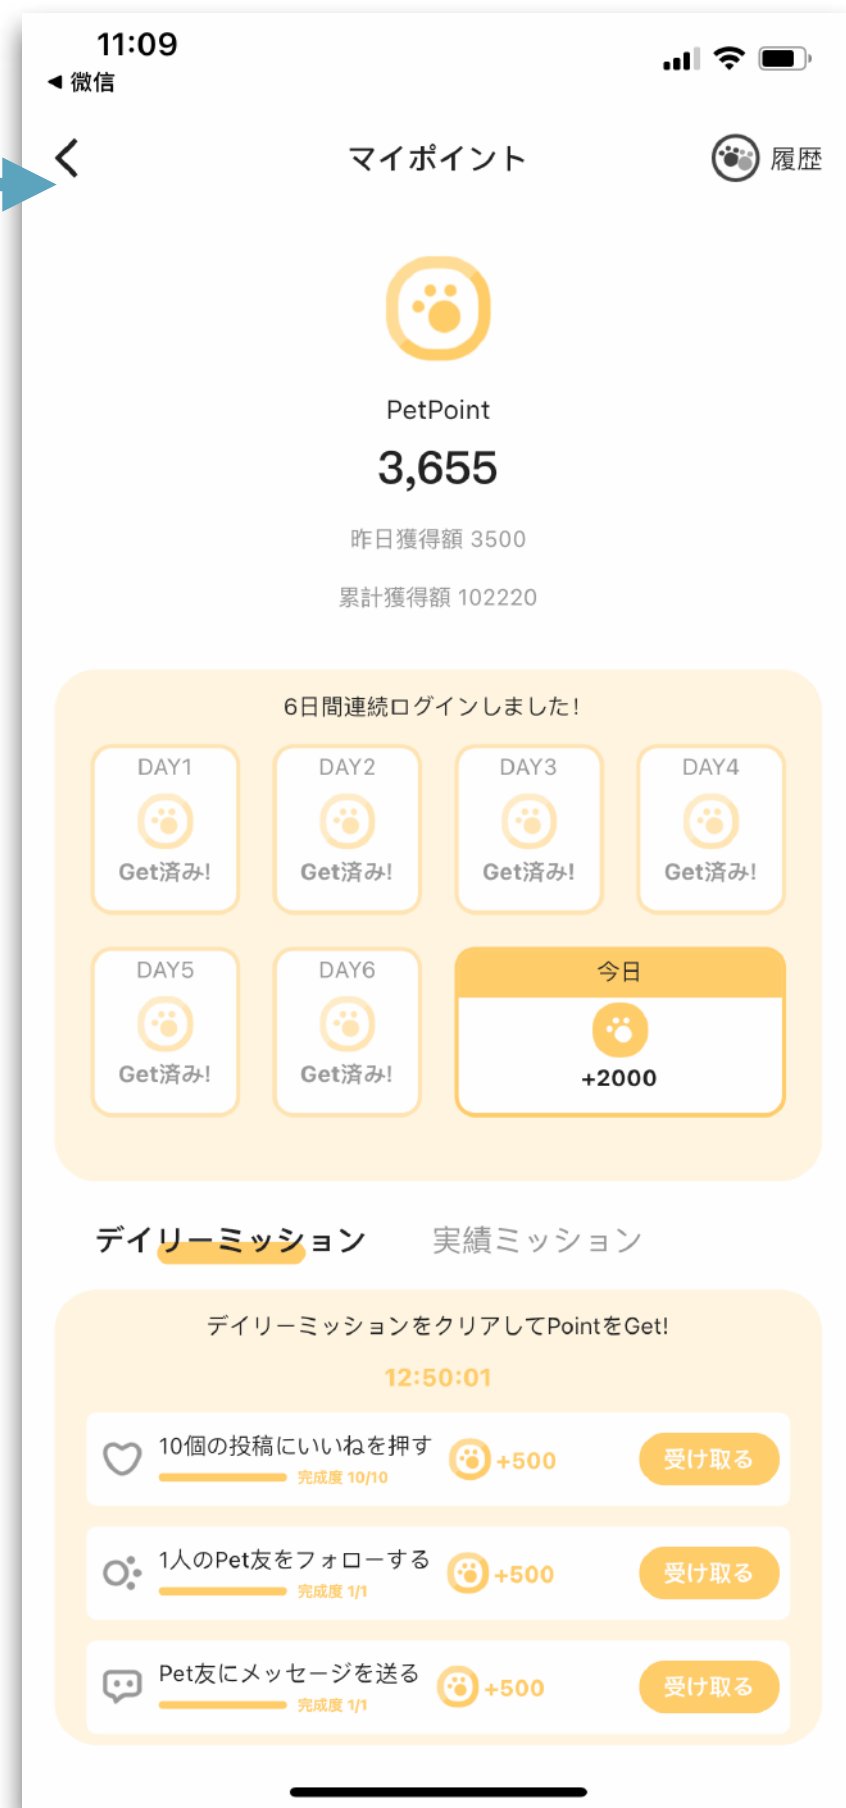 11:09
◀ 微信
マイポイント
履歴
PetPoint
3,655
昨日獲得額 3500
累計獲得額 102220
6日間連続ログインしました!
DAY1
DAY2
DAY3
DAY4
Get済み!
Get済み!
Get済み!
Get済み!
DAY5
DAY6
今日
Get済み!
Get済み!
+2000
デイリーミッション
実績ミッション
デイリーミッションをクリアしてPointをGet!
12:50:01
10個の投稿にいいねを押す
完成度 10/10
+500
受け取る
1人のPet友をフォローする
完成度 1/1
+500
受け取る
Pet友にメッセージを送る
完成度 1/1
+500
受け取る